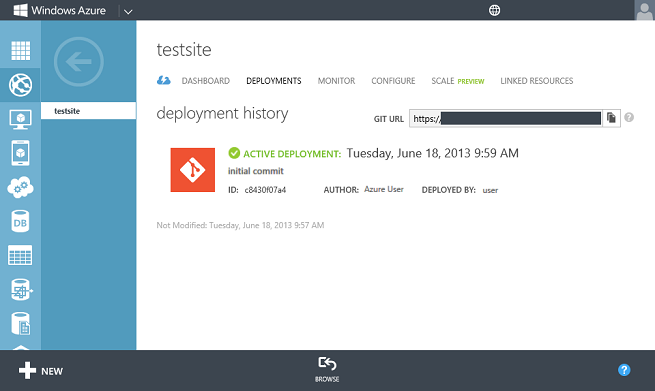 Windows Azure
testsite
testsite
DASHBOARD DEPLOYMENTS MONITOR CONFIGURE SCALE PREVIEW LINKED RESOURCES
deployment history
GIT URL https://
ACTIVE DEPLOYMENT: Tuesday, June 18, 2013 9:59 AM
initial commit
ID: c8430f07a4 AUTHOR: Azure User DEPLOYED BY: user
Not Modified: Tuesday, June 18, 2013 9:57 AM
DB
NEW
BROWSE
?